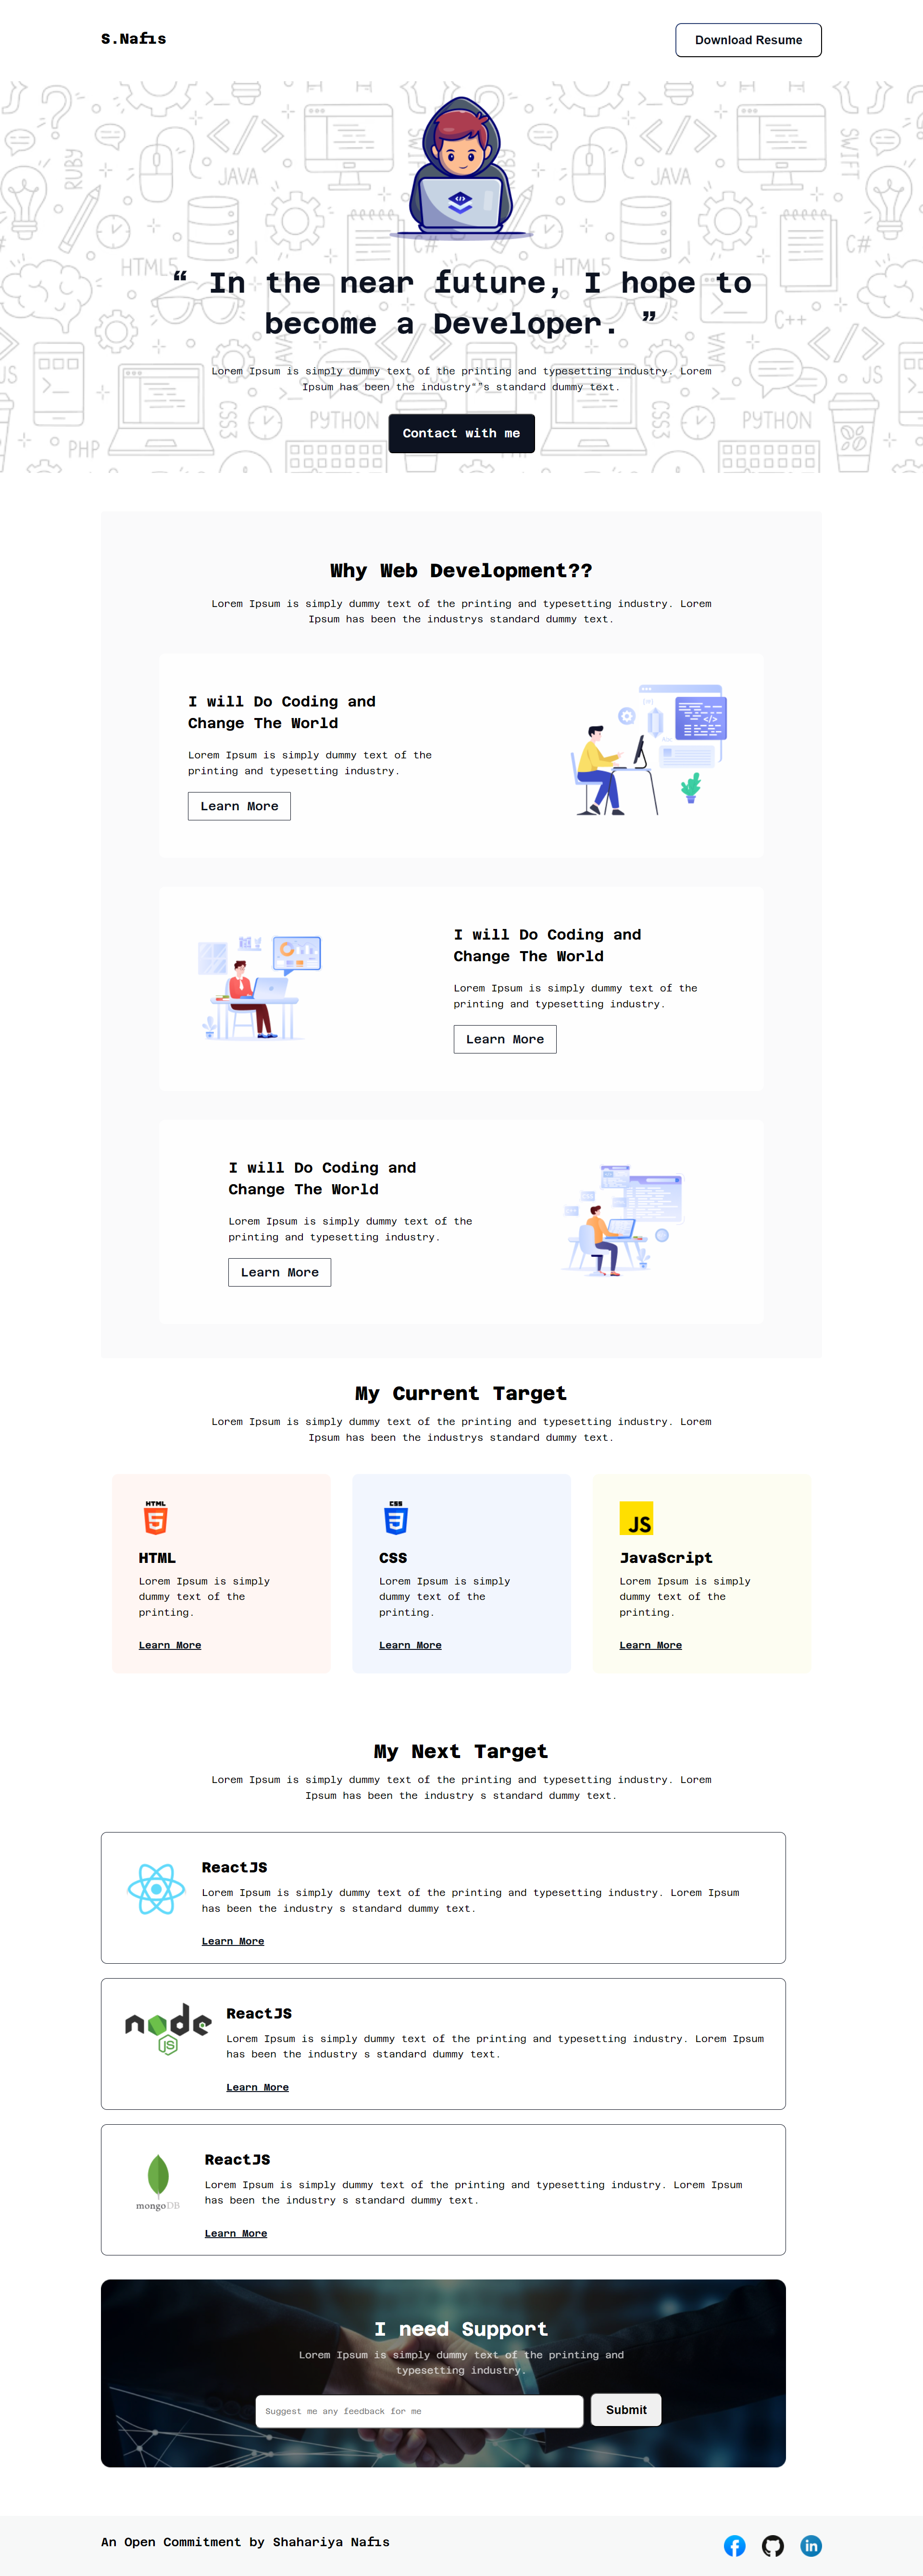 S.Nafis
Download Resume
RUBY
JAVA
SWIFT
HTML5
C#
HTML5
“ In the near future, I hope to
become a Developer. ”
C++
JAVA
Lorem Ipsum is simply dummy text of the printing and typesetting industry. Lorem
Ipsum has been the industry“”s standard dummy text.
JS
JS
CSS3
PYTHON
CSS3
PYTHON
PHP
Contact with me
Why Web Development??
Lorem Ipsum is simply dummy text of the printing and typesetting industry. Lorem
Ipsum has been the industrys standard dummy text.
I will Do Coding and
Change The World
Lorem Ipsum is simply dummy text of the
printing and typesetting industry.
Learn More
</>
I will Do Coding and
Change The World
Lorem Ipsum is simply dummy text of the
printing and typesetting industry.
Learn More
I will Do Coding and
Change The World
Lorem Ipsum is simply dummy text of the
printing and typesetting industry.
Learn More
My Current Target
Lorem Ipsum is simply dummy text of the printing and typesetting industry. Lorem
Ipsum has been the industrys standard dummy text.
HTML
HTML
Lorem Ipsum is simply
dummy text of the
printing.
Learn More
CSS
CSS
Lorem Ipsum is simply
dummy text of the
printing.
Learn More
JS
JavaScript
Lorem Ipsum is simply
dummy text of the
printing.
Learn More
My Next Target
Lorem Ipsum is simply dummy text of the printing and typesetting industry. Lorem
Ipsum has been the industry s standard dummy text.
ReactJS
Lorem Ipsum is simply dummy text of the printing and typesetting industry. Lorem Ipsum
has been the industry s standard dummy text.
Learn More
node
JS
ReactJS
Lorem Ipsum is simply dummy text of the printing and typesetting industry. Lorem Ipsum
has been the industry s standard dummy text.
Learn More
mongoDB
ReactJS
Lorem Ipsum is simply dummy text of the printing and typesetting industry. Lorem Ipsum
has been the industry s standard dummy text.
Learn More
I need Support
Lorem Ipsum is simply dummy text of the printing and
typesetting industry.
Suggest me any feedback for me
Submit
An Open Commitment by Shahariya Nafis
in